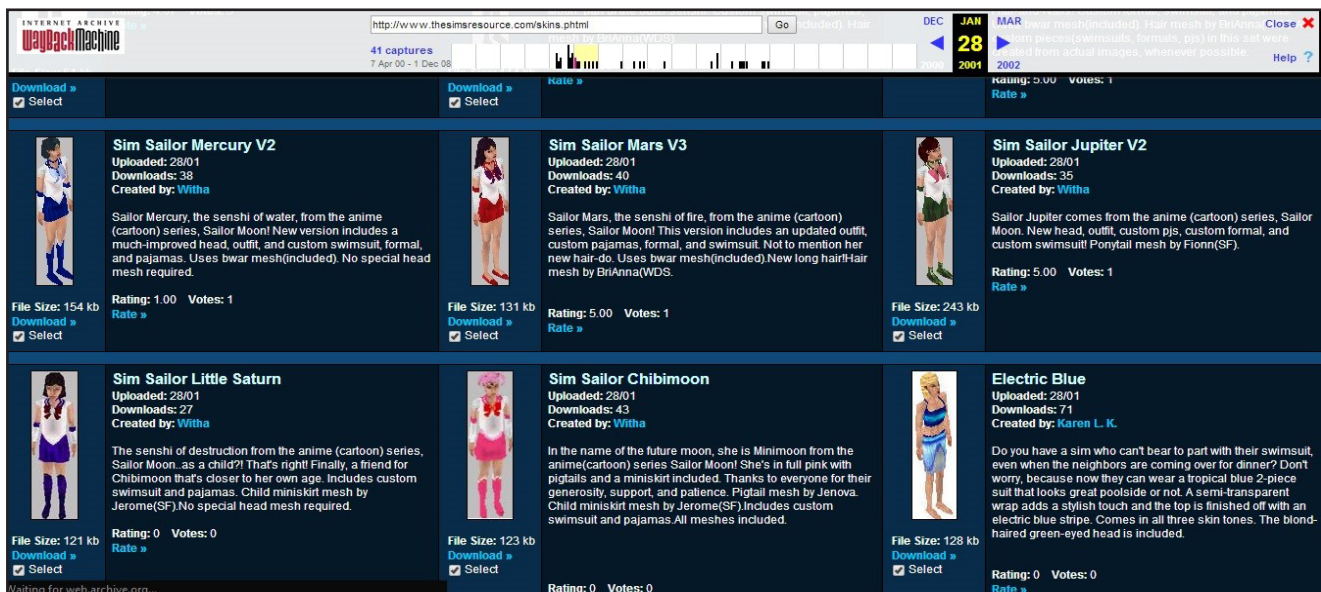 INTERNET ARCHIVE
WayBackMachine
http://www.thesimsresource.com/skins.phtml
Go
41 captures
7 Apr 00 - 1 Dec 08
DEC JAN MAR
28
2000 2001 2002
Close
Help ?
Download »
Select
Download »
Select
Rate »
Rating: 5.00 Votes: 1
Rate »
Sim Sailor Mercury V2
Uploaded: 28/01
Downloads: 38
Created by: Witha
Sailor Mercury, the senshi of water, from the anime
(cartoon) series, Sailor Moon! New version includes a
much-improved head, outfit, and custom swimsuit, formal,
and pajamas. Uses bwar mesh(included). No special head
mesh required.
Rating: 1.00 Votes: 1
Rate »
File Size: 154 kb
Download »
Select
Sim Sailor Mars V3
Uploaded: 28/01
Downloads: 40
Created by: Witha
Sailor Mars, the senshi of fire, from the anime (cartoon)
series, Sailor Moon! This version includes an updated outfit,
custom pajamas, formal, and swimsuit. Not to mention her
new hair-do. Uses bwar mesh(included).New long hair!Hair
mesh by BriAnna(WDS.
Rating: 5.00 Votes: 1
Rate »
File Size: 131 kb
Download »
Select
Sim Sailor Jupiter V2
Uploaded: 28/01
Downloads: 35
Created by: Witha
Sailor Jupiter comes from the anime (cartoon) series, Sailor
Moon. New head, outfit, custom pjs, custom formal, and
custom swimsuit! Ponytail mesh by Fionn(SF).
Rating: 5.00 Votes: 1
Rate »
File Size: 243 kb
Download »
Select
Sim Sailor Little Saturn
Uploaded: 28/01
Downloads: 27
Created by: Witha
The senshi of destruction from the anime (cartoon) series,
Sailor Moon..as a child?! That's right! Finally, a friend for
Chibimoon that's closer to her own age. Includes custom
swimsuit and pajamas. Child miniskirt mesh by
Jerome(SF).No special head mesh required.
Rating: 0 Votes: 0
Rate »
File Size: 121 kb
Download »
Select
Sim Sailor Chibimoon
Uploaded: 28/01
Downloads: 43
Created by: Witha
In the name of the future moon, she is Minimoon from the
anime(cartoon) series Sailor Moon! She's in full pink with
pigtails and a miniskirt included. Thanks to everyone for their
generosity, support, and patience. Pigtail mesh by Jenova.
Child miniskirt mesh by Jerome(SF).Includes custom
swimsuit and pajamas.All meshes included.
Rating: 0 Votes: 0
File Size: 123 kb
Download »
Select
Electric Blue
Uploaded: 28/01
Downloads: 71
Created by: Karen L. K.
Do you have a sim who can't bear to part with their swimsuit,
even when the neighbors are coming over for dinner? Don't
worry, because now they can wear a tropical blue 2-piece
suit that looks great poolside or not. A semi-transparent
wrap adds a stylish touch and the top is finished off with an
electric blue stripe. Comes in all three skin tones. The blond-
haired green-eyed head is included.
Rating: 0 Votes: 0
Rate »
File Size: 128 kb
Download »
Select
Waiting for web.archive.org...